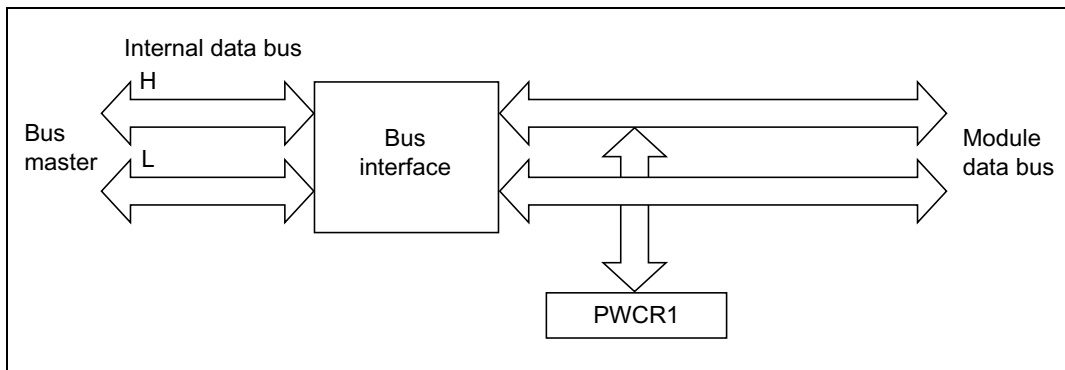 Internal data bus
H
Bus
master
L
Bus
interface
Module
data bus
PWCR1